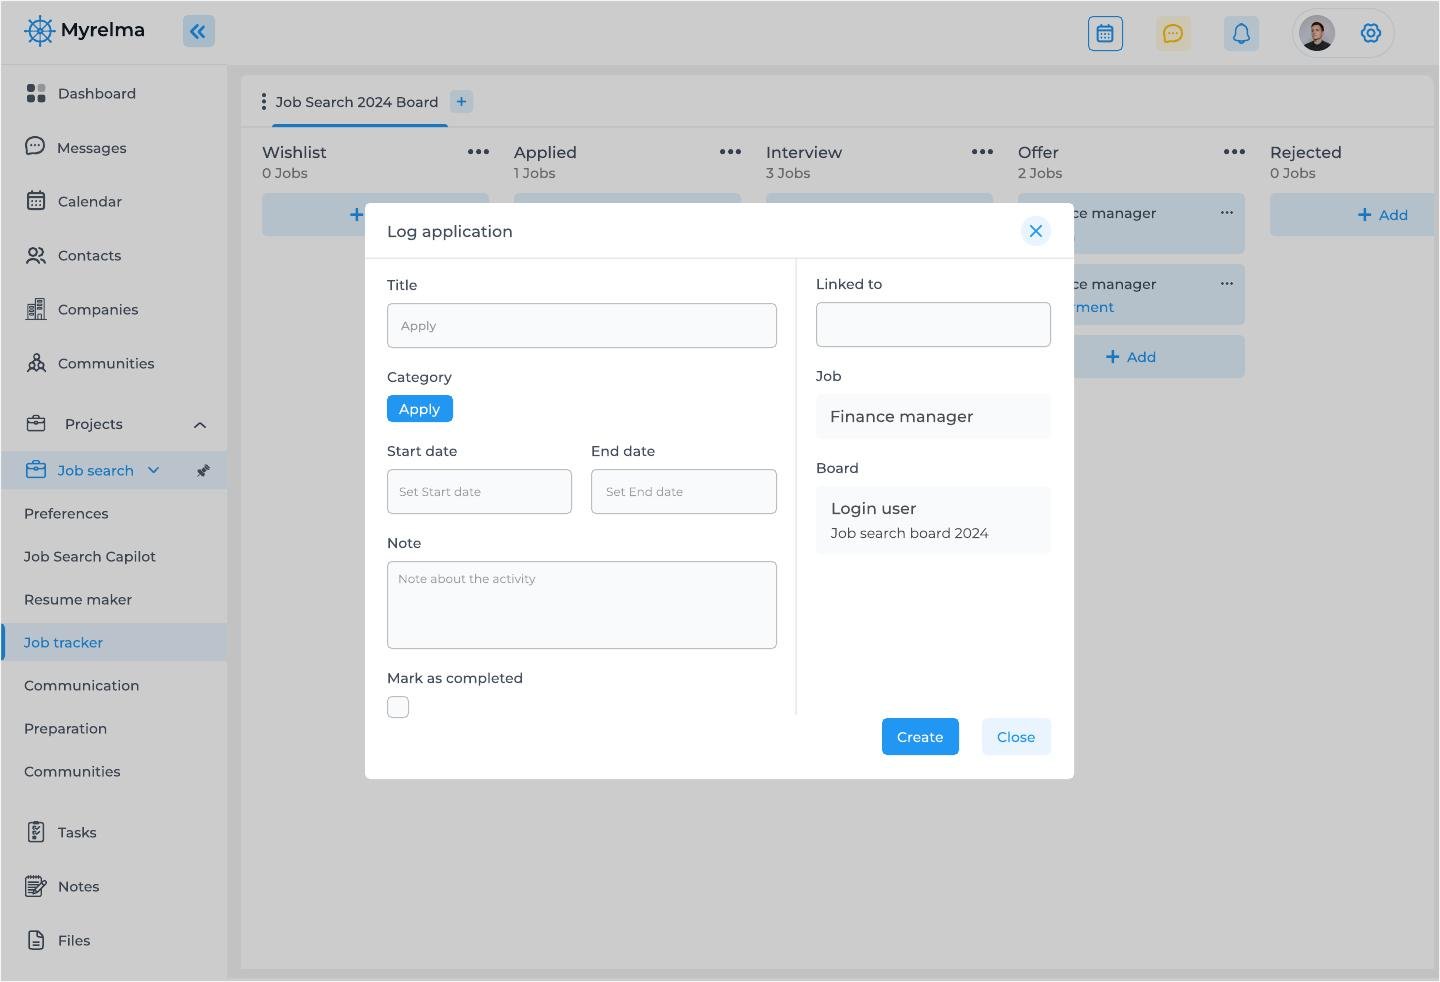 Myrelma
Dashboard
Messages
Calendar
Contacts
Companies
Communities
Projects
Job search
Preferences
Job Search Capilot
Resume maker
Job tracker
Communication
Preparation
Communities
Tasks
Notes
Files
Job Search 2024 Board
+
Wishlist
0 Jobs
+
Applied
1 Jobs
Interview
3 Jobs
Offer
2 Jobs
ce manager
ce manager
rment
+ Add
Rejected
0 Jobs
+ Add
Log application
Title
Apply
Category
Apply
Start date
End date
Set Start date
Set End date
Note
Note about the activity
Mark as completed
Linked to
Job
Finance manager
Board
Login user
Job search board 2024
Create
Close